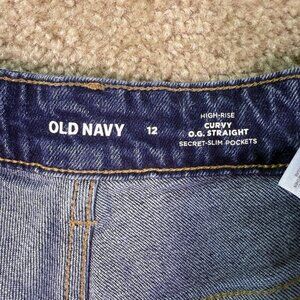 OLD NAVY 12
HIGH-RISE
CURVY
O.G. STRAIGHT
SECRET-SLIM POCKETS